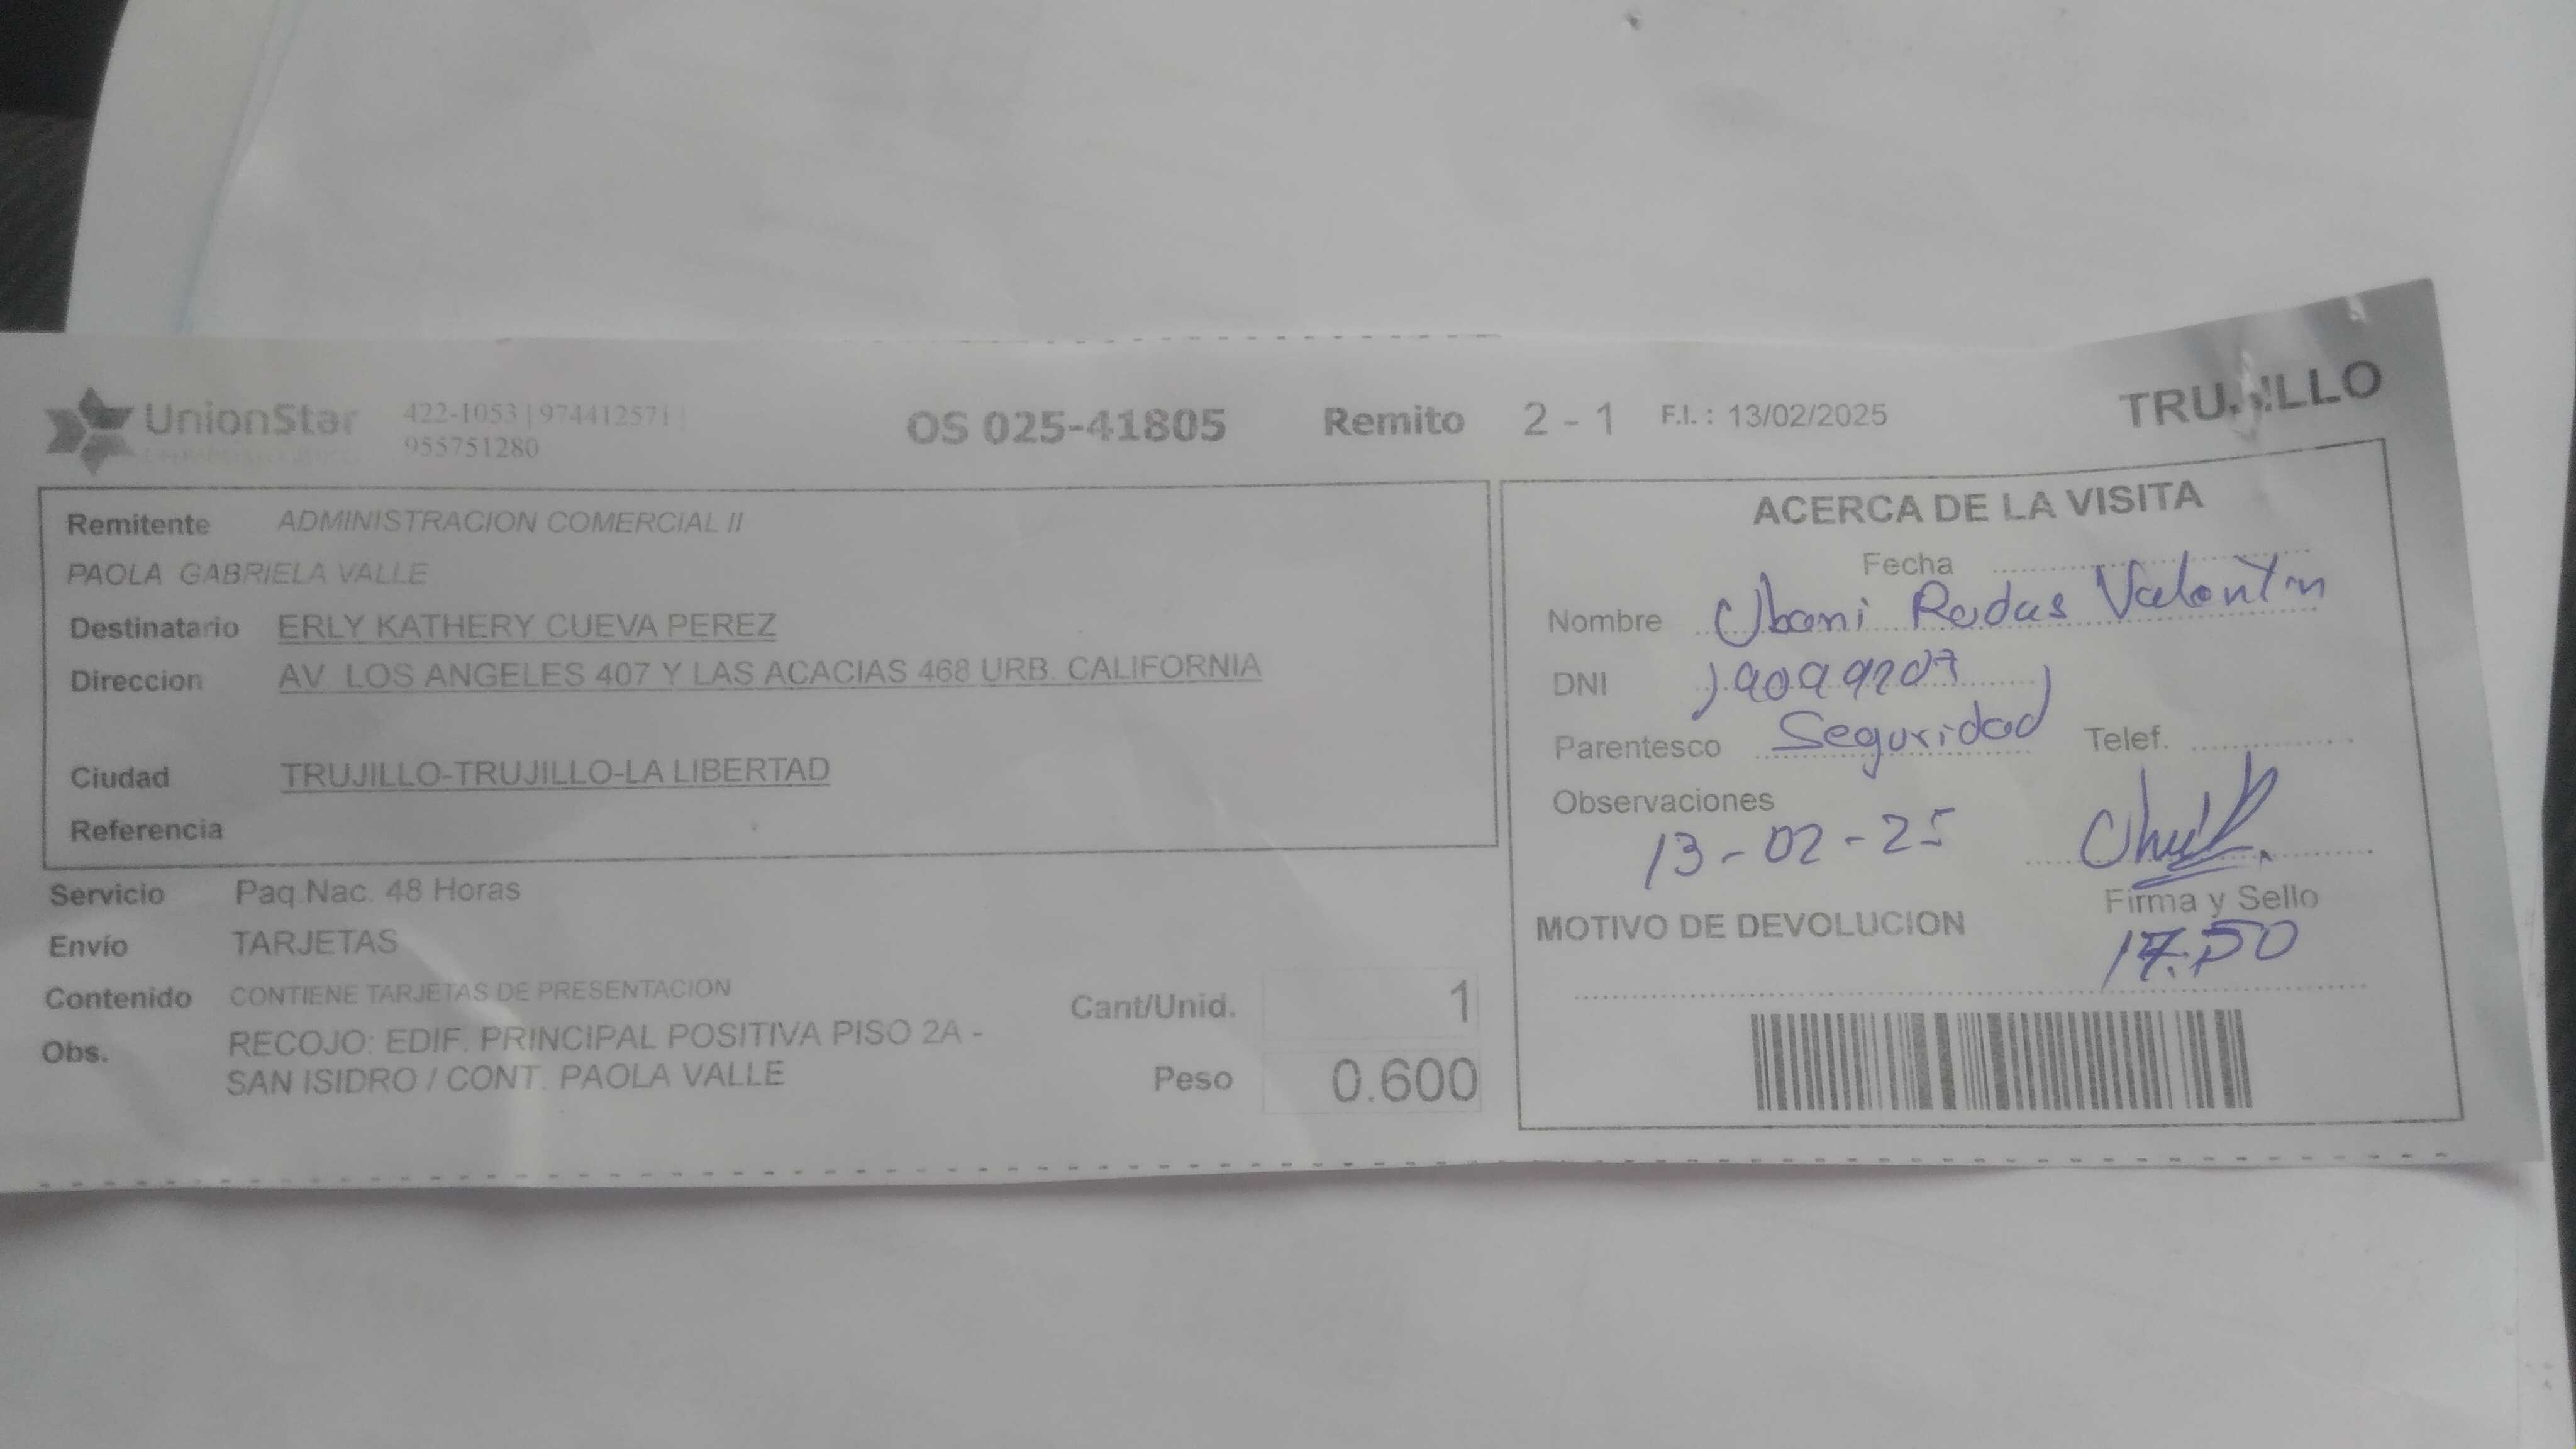 UnionStar 422-1053 | 974412571 |
955751280
OS 025-41805 Remito 2 - 1 F.I. : 13/02/2025 TRUJILLO
Remitente ADMINISTRACION COMERCIAL II
PAOLA GABRIELA VALLE
Destinatario ERLY KATHERY CUEVA PEREZ
Direccion AV LOS ANGELES 407 Y LAS ACACIAS 468 URB. CALIFORNIA
Ciudad TRUJILLO-TRUJILLO-LA LIBERTAD
Referencia
Servicio Paq.Nac. 48 Horas
Envío TARJETAS
Contenido CONTIENE TARJETAS DE PRESENTACION
Obs. RECOJO: EDIF. PRINCIPAL POSITIVA PISO 2A -
SAN ISIDRO / CONT. PAOLA VALLE
Cant/Unid. 1
Peso 0.600
ACERCA DE LA VISITA
Fecha
Nombre Rodas Valentin
DNI
Parentesco Seguridad Telef.
Observaciones
13-02-25
Firma y Sello
MOTIVO DE DEVOLUCION
17.50